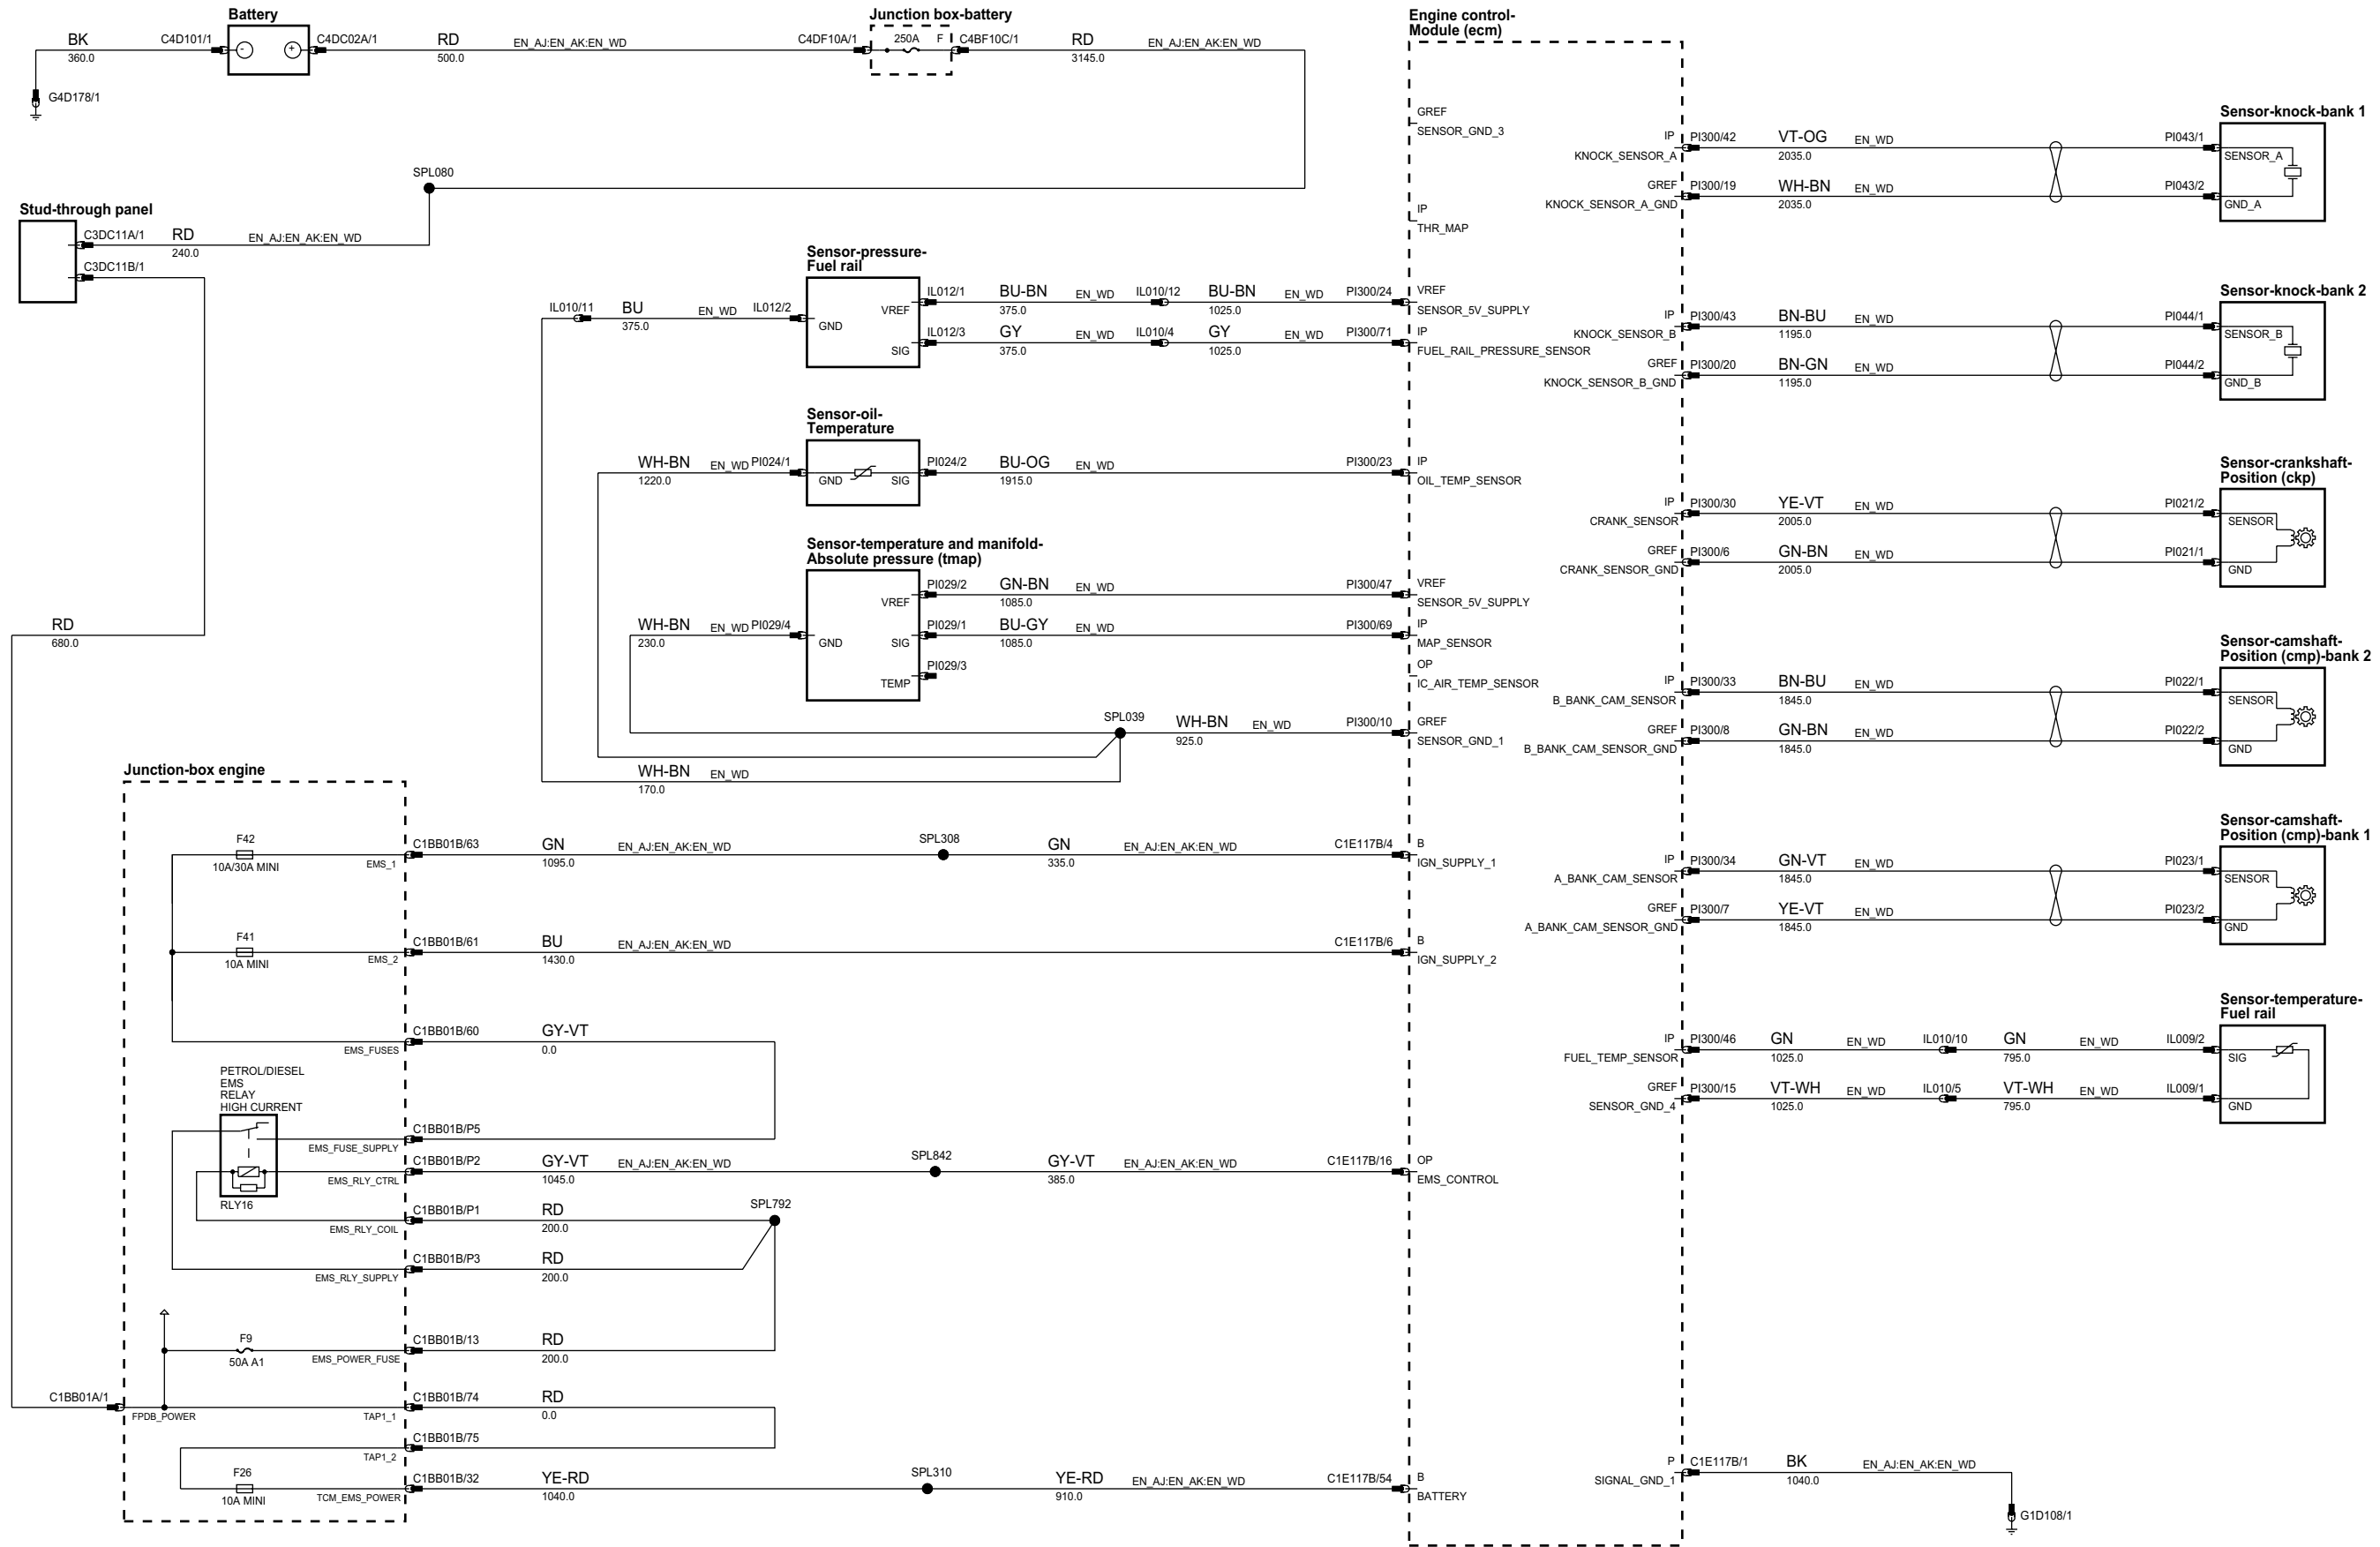 Battery
BK
360.0
C4D101/1
-
+
C4DC02A/1
RD
500.0
EN_AJ:EN_AK:EN_WD
G4D178/1
Junction box-battery
C4DF10A/1
250A
F
C4BF10C/1
RD
3145.0
EN_AJ:EN_AK:EN_WD
SPL080
Stud-through panel
C3DC11A/1
RD
240.0
EN_AJ:EN_AK:EN_WD
C3DC11B/1
RD
680.0
Sensor-pressure-
Fuel rail
IL010/11
BU
375.0
EN_WD
IL012/2
GND
VREF
SIG
IL012/1
BU-BN
375.0
EN_WD
IL010/12
BU-BN
1025.0
EN_WD
PI300/24
IL012/3
GY
375.0
EN_WD
IL010/4
GY
1025.0
EN_WD
PI300/71
Sensor-oil-
Temperature
WH-BN
1220.0
EN_WD
PI024/1
GND
SIG
PI024/2
BU-OG
1915.0
EN_WD
PI300/23
Sensor-temperature and manifold-
Absolute pressure (tmap)
WH-BN
230.0
EN_WD
PI029/4
GND
VREF
SIG
TEMP
PI029/2
GN-BN
1085.0
EN_WD
PI300/47
PI029/1
BU-GY
1085.0
EN_WD
PI300/69
PI029/3
SPL039
WH-BN
925.0
EN_WD
PI300/10
WH-BN
170.0
EN_WD
Junction-box engine
F42
10A/30A MINI
EMS_1
C1BB01B/63
GN
1095.0
EN_AJ:EN_AK:EN_WD
SPL308
GN
335.0
EN_AJ:EN_AK:EN_WD
C1E117B/4
F41
10A MINI
EMS_2
C1BB01B/61
BU
1430.0
EN_AJ:EN_AK:EN_WD
C1E117B/6
EMS_FUSES
C1BB01B/60
GY-VT
0.0
PETROL/DIESEL
EMS
RELAY
HIGH CURRENT
RLY16
EMS_FUSE_SUPPLY
C1BB01B/P5
EMS_RLY_CTRL
C1BB01B/P2
GY-VT
1045.0
EN_AJ:EN_AK:EN_WD
SPL842
GY-VT
385.0
EN_AJ:EN_AK:EN_WD
C1E117B/16
EMS_RLY_COIL
C1BB01B/P1
RD
200.0
SPL792
EMS_RLY_SUPPLY
C1BB01B/P3
RD
200.0
F9
50A A1
EMS_POWER_FUSE
C1BB01B/13
RD
200.0
C1BB01A/1
FPDB_POWER
TAP1_1
C1BB01B/74
RD
0.0
TAP1_2
C1BB01B/75
F26
10A MINI
TCM_EMS_POWER
C1BB01B/32
YE-RD
1040.0
SPL310
YE-RD
910.0
EN_AJ:EN_AK:EN_WD
C1E117B/54
Engine control-
Module (ecm)
GREF
SENSOR_GND_3
IP
THR_MAP
VREF
SENSOR_5V_SUPPLY
IP
FUEL_RAIL_PRESSURE_SENSOR
IP
OIL_TEMP_SENSOR
VREF
SENSOR_5V_SUPPLY
IP
MAP_SENSOR
OP
IC_AIR_TEMP_SENSOR
GREF
SENSOR_GND_1
B
IGN_SUPPLY_1
B
IGN_SUPPLY_2
OP
EMS_CONTROL
B
BATTERY
Sensor-knock-bank 1
IP
KNOCK_SENSOR_A
PI300/42
VT-OG
2035.0
EN_WD
PI043/1
SENSOR_A
GREF
KNOCK_SENSOR_A_GND
PI300/19
WH-BN
2035.0
EN_WD
PI043/2
GND_A
Sensor-knock-bank 2
IP
KNOCK_SENSOR_B
PI300/43
BN-BU
1195.0
EN_WD
PI044/1
SENSOR_B
GREF
KNOCK_SENSOR_B_GND
PI300/20
BN-GN
1195.0
EN_WD
PI044/2
GND_B
Sensor-crankshaft-
Position (ckp)
IP
CRANK_SENSOR
PI300/30
YE-VT
2005.0
EN_WD
PI021/2
SENSOR
GREF
CRANK_SENSOR_GND
PI300/6
GN-BN
2005.0
EN_WD
PI021/1
GND
Sensor-camshaft-
Position (cmp)-bank 2
IP
B_BANK_CAM_SENSOR
PI300/33
BN-BU
1845.0
EN_WD
PI022/1
SENSOR
GREF
B_BANK_CAM_SENSOR_GND
PI300/8
GN-BN
1845.0
EN_WD
PI022/2
GND
Sensor-camshaft-
Position (cmp)-bank 1
IP
A_BANK_CAM_SENSOR
PI300/34
GN-VT
1845.0
EN_WD
PI023/1
SENSOR
GREF
A_BANK_CAM_SENSOR_GND
PI300/7
YE-VT
1845.0
EN_WD
PI023/2
GND
Sensor-temperature-
Fuel rail
IP
FUEL_TEMP_SENSOR
PI300/46
GN
1025.0
EN_WD
IL010/10
GN
795.0
EN_WD
IL009/2
SIG
GREF
SENSOR_GND_4
PI300/15
VT-WH
1025.0
EN_WD
IL010/5
VT-WH
795.0
EN_WD
IL009/1
GND
P
SIGNAL_GND_1
C1E117B/1
BK
1040.0
EN_AJ:EN_AK:EN_WD
G1D108/1